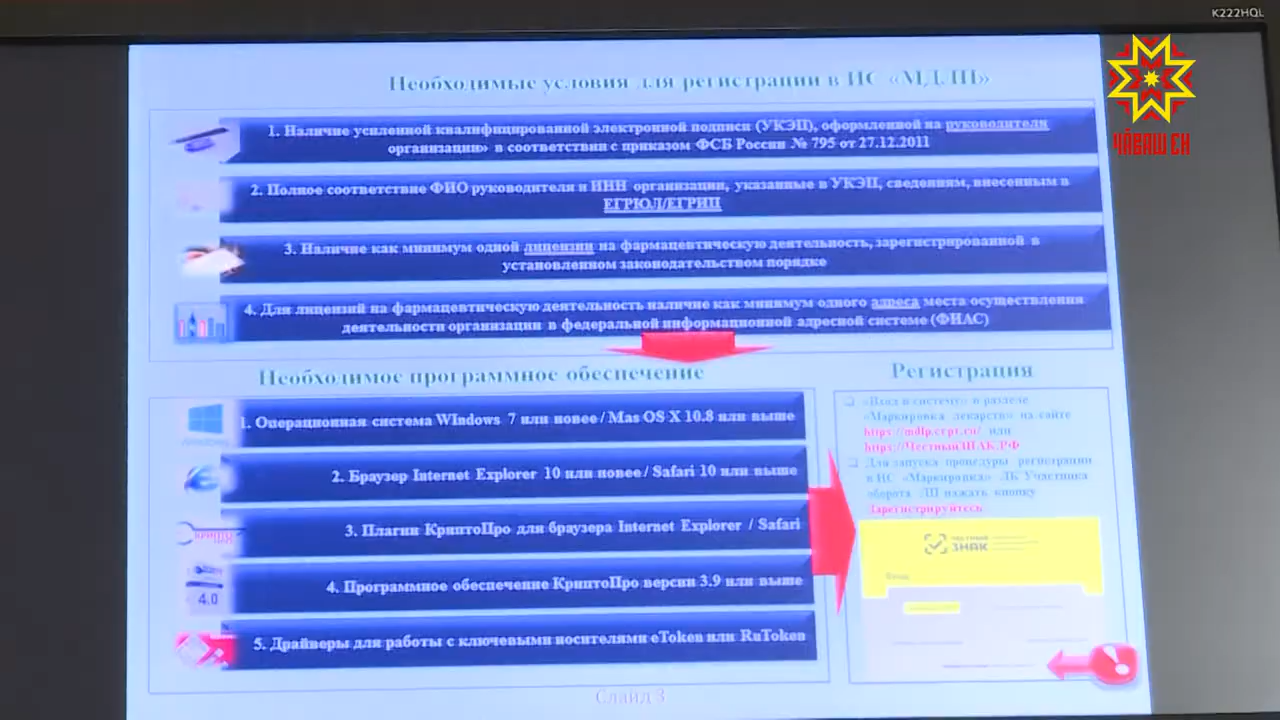 K222HQL
ЧӐВАШ ЕН
Необходимые условия для регистрации в ИС «МДЛП»
1. Наличие усиленной квалифицированной электронной подписи (УКЭП), оформленной на руководителя
организации» в соответствии с приказом ФСБ России № 795 от 27.12.2011
2. Полное соответствие ФИО руководителя и ИНН организации, указанные в УКЭП, сведениям, внесенным в
ЕГРЮЛ/ЕГРИП
3. Наличие как минимум одной лицензии на фармацевтическую деятельность, зарегистрированной в
установленном законодательством порядке
4. Для лицензий на фармацевтическую деятельность наличие как минимум одного адреса места осуществления
деятельности организации в федеральной информационной адресной системе (ФИАС)
Необходимое программное обеспечение
1. Операционная система WIndows 7 или новее / Mas OS X 10.8 или выше
2. Браузер Internet Explorer 10 или новее / Safari 10 или выше
3. Плагин КриптоПро для браузера Internet Explorer / Safari
4.0
4. Программное обеспечение КриптоПро версии 3.9 или выше
5. Драйверы для работы с ключевыми носителями eToken или RuToken
Регистрация
«Вход в систему» в разделе
«Маркировка лекарств» на сайте
https://mdlp.crpt.ru/ или
https://ЧестныйЗНАК.РФ
Для запуска процедуры регистрации
в ИС «Маркировка» ЛБ Участника
оборота ЛП нажать кнопку
Зарегистрируйтесь
ЧЕСТНЫЙ
ЗНАК
Вход
Слайд 3